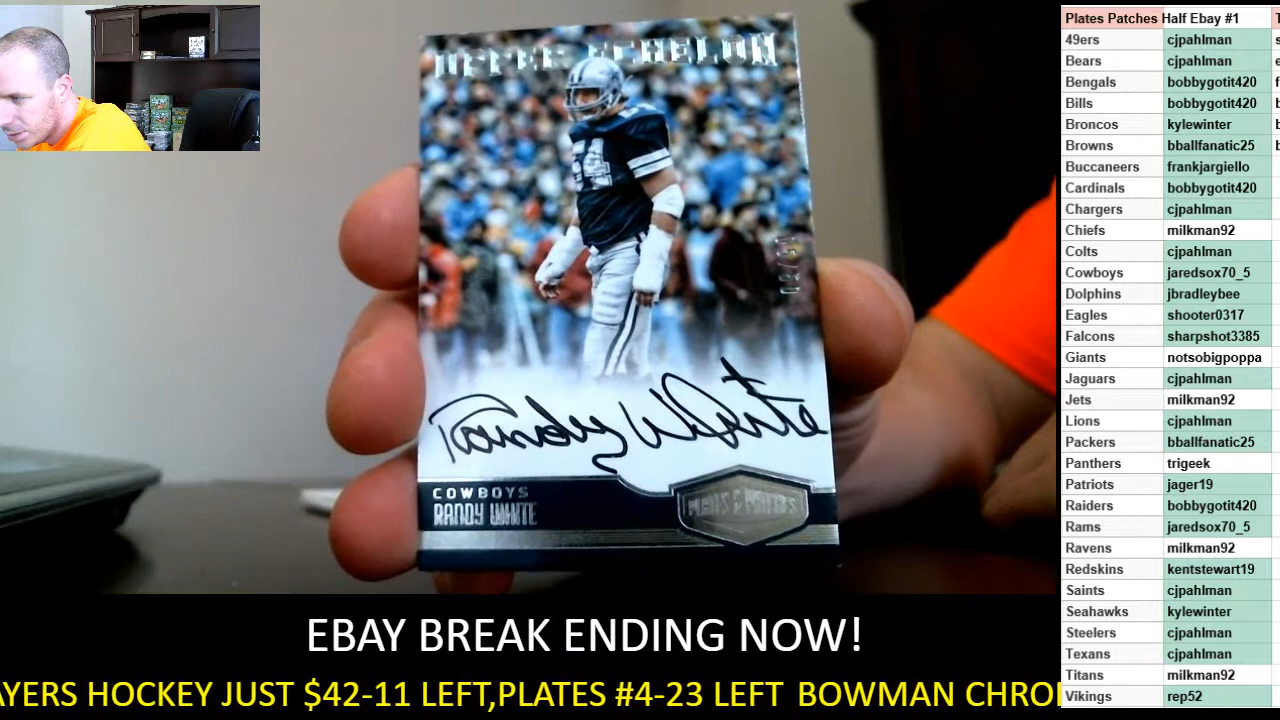 UPPER ECHELON
54
Randy White
COWBOYS
RANDY WHITE
PLATES & PATCHES
EBAY BREAK ENDING NOW!
AYERS HOCKEY JUST $42-11 LEFT,PLATES #4-23 LEFT BOWMAN CHRO
Plates Patches Half Ebay #1
49ers cjpahlman
Bears cjpahlman
Bengals bobbygotit420
Bills bobbygotit420
Broncos kylewinter
Browns bballfanatic25
Buccaneers frankjargiello
Cardinals bobbygotit420
Chargers cjpahlman
Chiefs milkman92
Colts cjpahlman
Cowboys jaredsox70_5
Dolphins jbradleybee
Eagles shooter0317
Falcons sharpshot3385
Giants notsobigpoppa
Jaguars cjpahlman
Jets milkman92
Lions cjpahlman
Packers bballfanatic25
Panthers trigeek
Patriots jager19
Raiders bobbygotit420
Rams jaredsox70_5
Ravens milkman92
Redskins kentstewart19
Saints cjpahlman
Seahawks kylewinter
Steelers cjpahlman
Texans cjpahlman
Titans milkman92
Vikings rep52